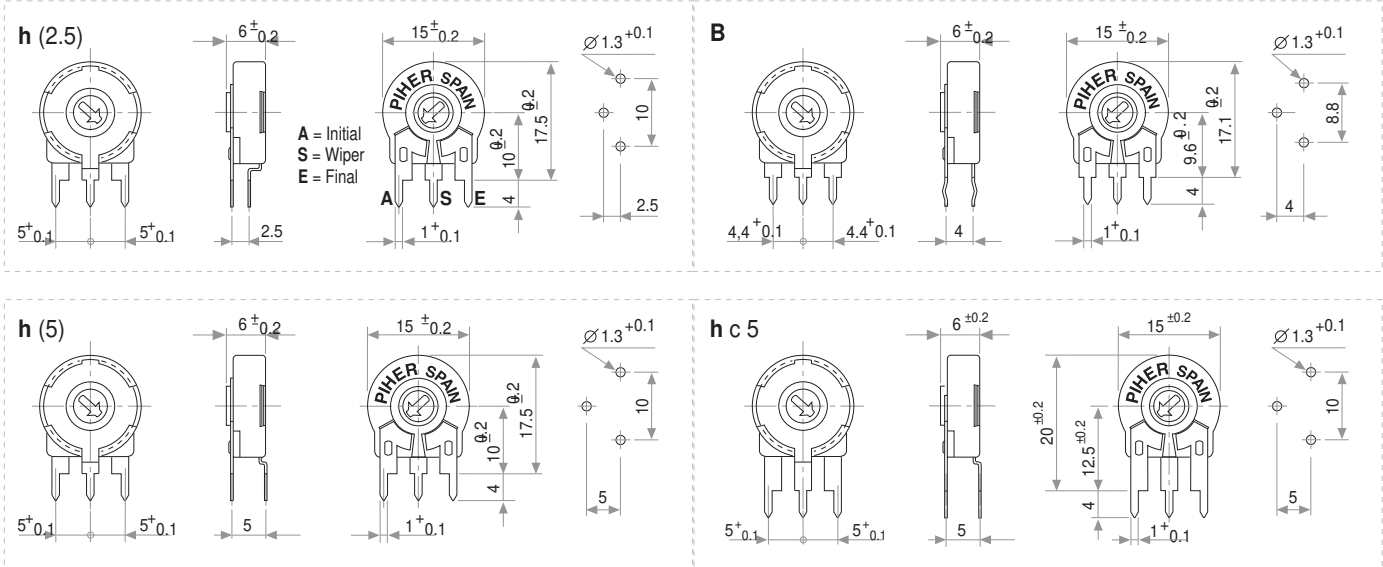 h (2.5)
6 ± 0.2
15 ± 0.2
Ø 1.3 +0.1
PIHER SPAIN
A = Initial
S = Wiper
E = Final
10 ± 0.2
17.5 ± 0.2
10
A S E
4
2.5
5 + 0.1
5 + 0.1
2.5
1 + 0.1
B
6 ± 0.2
15 ± 0.2
Ø 1.3 +0.1
PIHER SPAIN
9.6 ± 0.2
17.1 ± 0.2
8.8
4
4
4,4 + 0.1
4.4 + 0.1
4
1 + 0.1
h (5)
6 ± 0.2
15 ± 0.2
Ø 1.3 +0.1
PIHER SPAIN
10 ± 0.2
17.5 ± 0.2
10
4
5
5 + 0.1
5 + 0.1
5
1 + 0.1
h c 5
6 ±0.2
15 ±0.2
Ø 1.3 +0.1
PIHER SPAIN
20 ±0.2
12.5 ±0.2
10
4
5
5 + 0.1
5 + 0.1
5
1 + 0.1